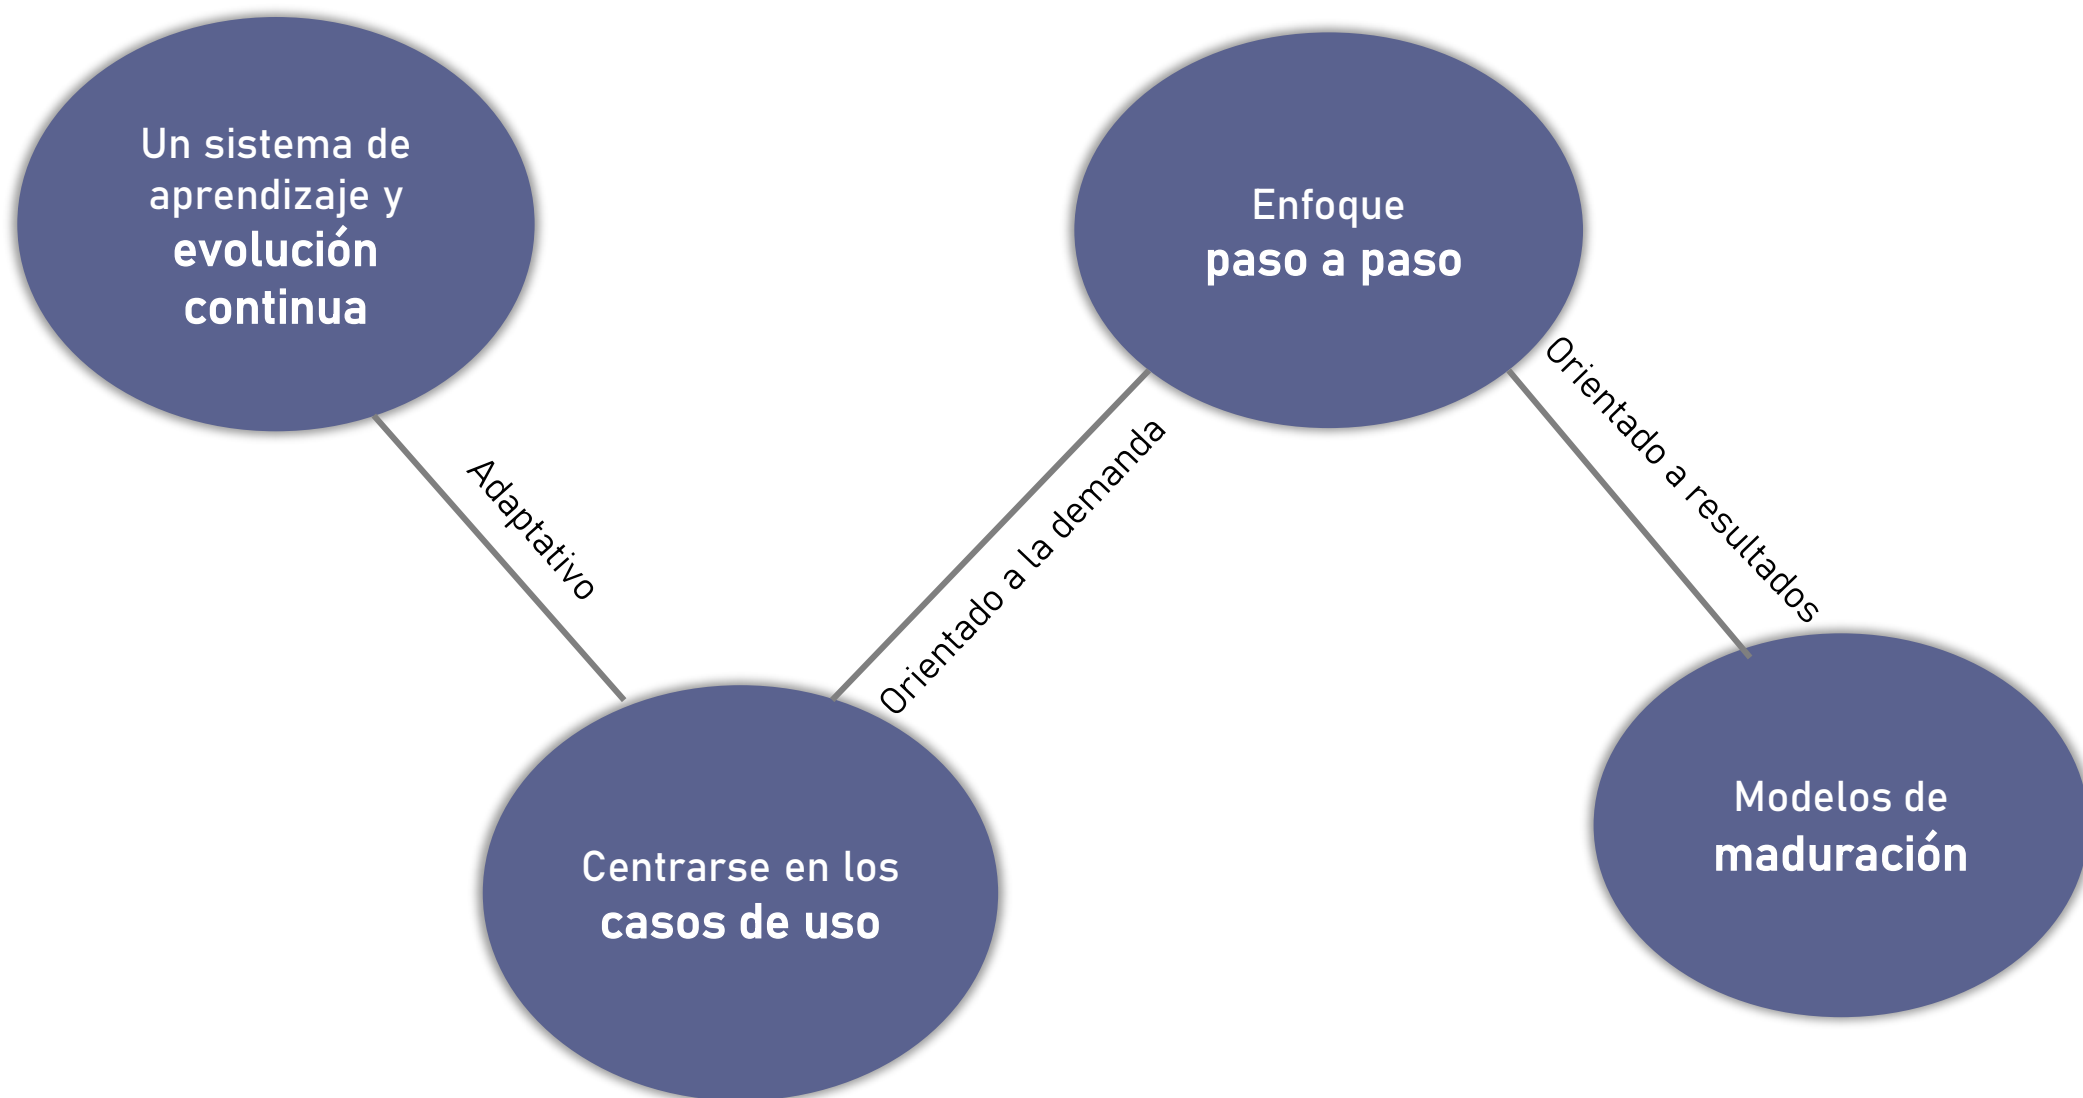 Un sistema de
aprendizaje y
evolución
continua
Adaptativo
Centrarse en los
casos de uso
Orientado a la demanda
Enfoque
paso a paso
Orientado a resultados
Modelos de
maduración